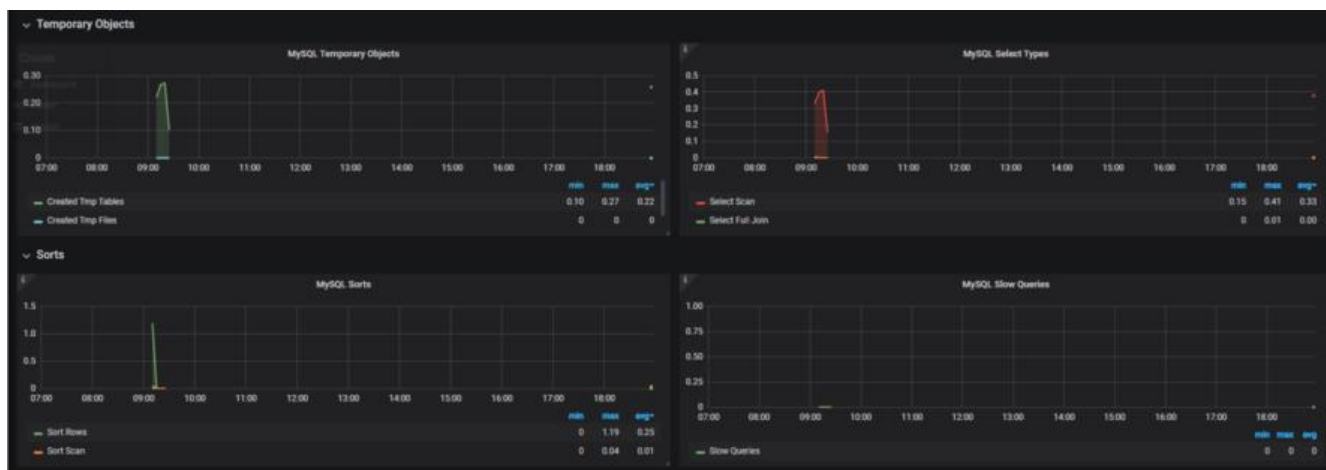 Temporary Objects
MySQL Temporary Objects
0.30
0.20
0.10
0
07:00 08:00 09:00 10:00 11:00 12:00 13:00 14:00 15:00 16:00 17:00 18:00
min max avg
Created Tmp Tables 0.10 0.27 0.22
Created Tmp Files 0 0 0
MySQL Select Types
0.5
0.4
0.3
0.2
0.1
0
07:00 08:00 09:00 10:00 11:00 12:00 13:00 14:00 15:00 16:00 17:00 18:00
min max avg
Select Scan 0.15 0.41 0.33
Select Full Join 0 0.01 0.00
Sorts
MySQL Sorts
1.5
1.0
0.5
0
07:00 08:00 09:00 10:00 11:00 12:00 13:00 14:00 15:00 16:00 17:00 18:00
min max avg
Sort Rows 0 1.19 0.25
Sort Scan 0 0.04 0.01
MySQL Slow Queries
1.00
0.75
0.50
0.25
0
07:00 08:00 09:00 10:00 11:00 12:00 13:00 14:00 15:00 16:00 17:00 18:00
min max avg
Slow Queries 0 0 0